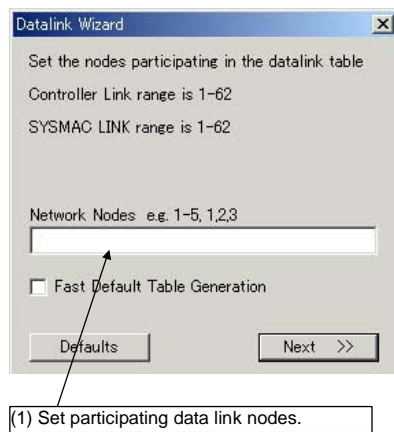 Datalink Wizard
Set the nodes participating in the datalink table
Controller Link range is 1-62
SYSMAC LINK range is 1-62
Network Nodes e.g. 1-5, 1,2,3
Fast Default Table Generation
Defaults
Next >>
(1) Set participating data link nodes.